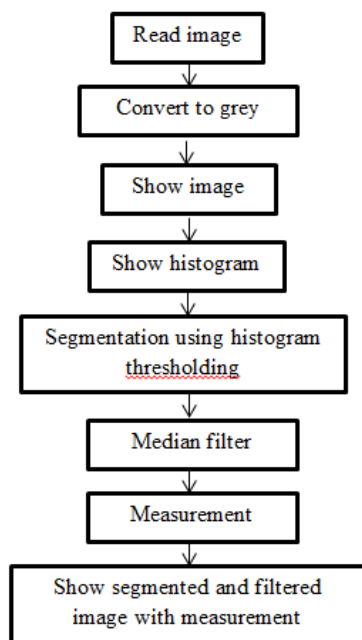 Read image
Convert to grey
Show image
Show histogram
Segmentation using histogram
thresholding
Median filter
Measurement
Show segmented and filtered
image with measurement